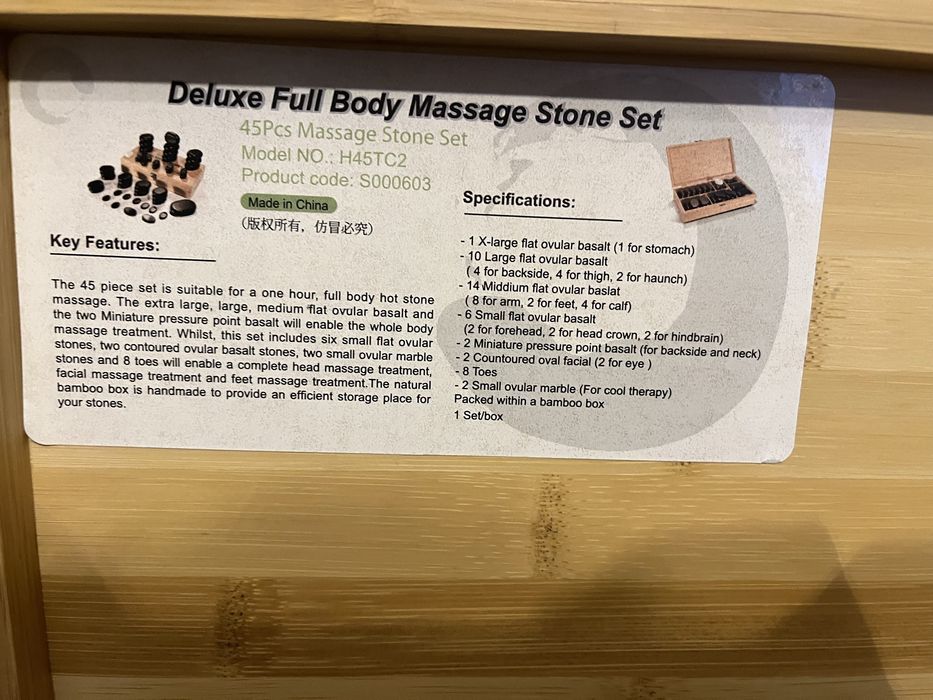 Deluxe Full Body Massage Stone Set
45Pcs Massage Stone Set
Model NO.: H45TC2
Product code: S000603
Made in China
(版权所有，仿冒必究)
Key Features:
The 45 piece set is suitable for a one hour, full body hot stone
massage. The extra large, large, medium flat ovular basalt and
the two Miniature pressure point basalt will enable the whole body
massage treatment. Whilst, this set includes six small flat ovular
stones, two contoured ovular basalt stones, two small ovular marble
stones and 8 toes will enable a complete head massage treatment,
facial massage treatment and feet massage treatment.The natural
bamboo box is handmade to provide an efficient storage place for
your stones.
Specifications:
- 1 X-large flat ovular basalt (1 for stomach)
- 10 Large flat ovular basalt
( 4 for backside, 4 for thigh, 2 for haunch)
- 14 Middium flat ovular baslat
( 8 for arm, 2 for feet, 4 for calf)
- 6 Small flat ovular basalt
(2 for forehead, 2 for head crown, 2 for hindbrain)
- 2 Miniature pressure point basalt (for backside and neck)
- 2 Countoured oval facial (2 for eye )
- 8 Toes
- 2 Small ovular marble (For cool therapy)
Packed within a bamboo box
1 Set/box